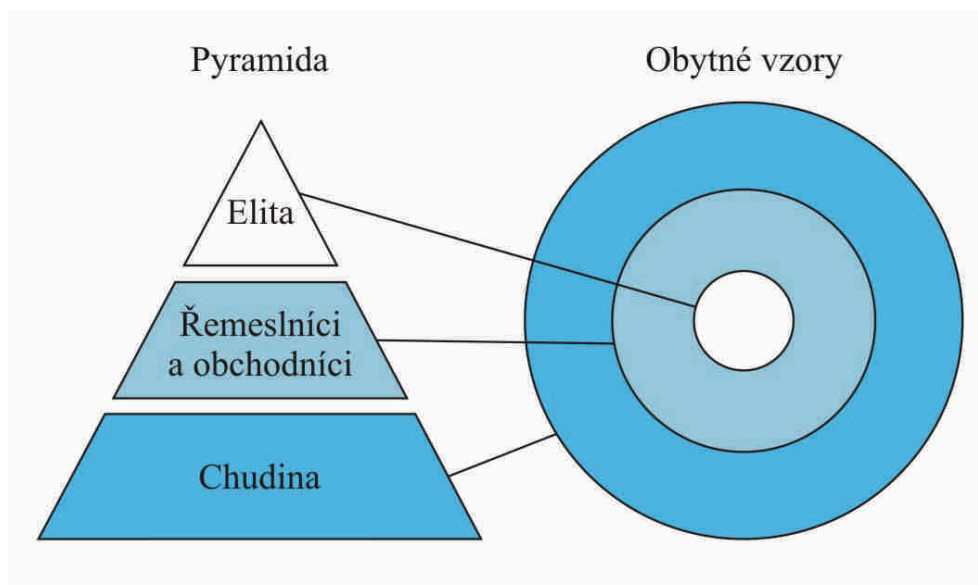 Pyramida
Obytné vzory
Elita
Řemeslníci
a obchodníci
Chudina